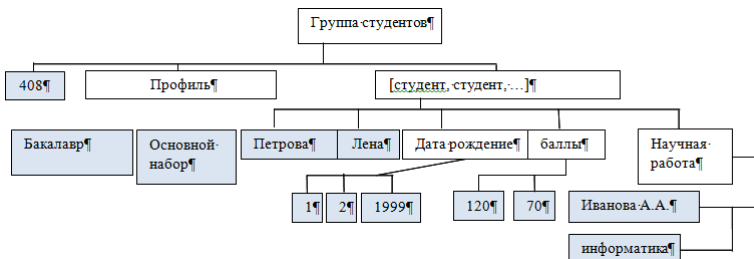 Группа·студентов¶
408¶
Профиль¶
[студент,·студент,·...]¶
Бакалавр¶
Основной·
набор¶
Петрова¶
Лена¶
Дата·рождение¶
баллы¶
Научная·
работа¶
1¶
2¶
1999¶
120¶
70¶
Иванова·А.А.¶
информатика¶